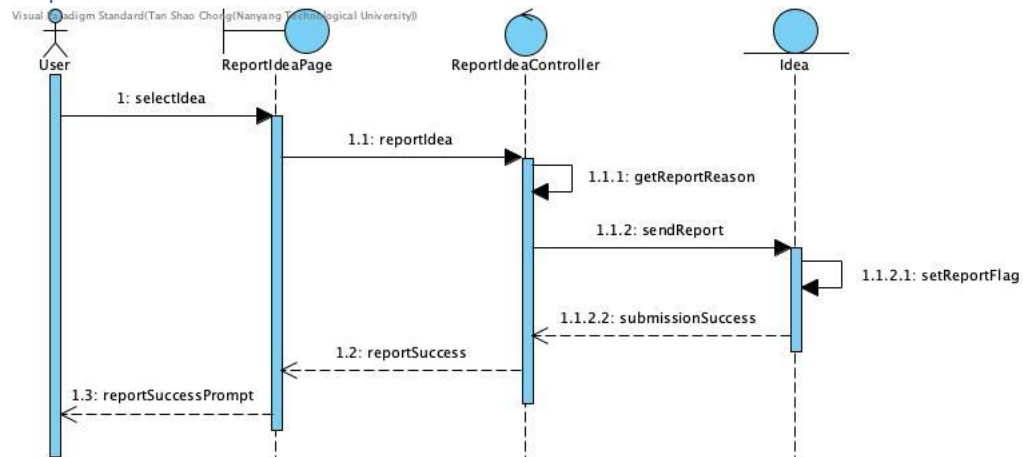 Visual Paradigm Standard(Tan Shao Chong(Nanyang Technological University))
User
ReportIdeaPage
ReportIdeaController
Idea
1: selectIdea
1.1: reportIdea
1.1.1: getReportReason
1.1.2: sendReport
1.1.2.1: setReportFlag
1.1.2.2: submissionSuccess
1.2: reportSuccess
1.3: reportSuccessPrompt